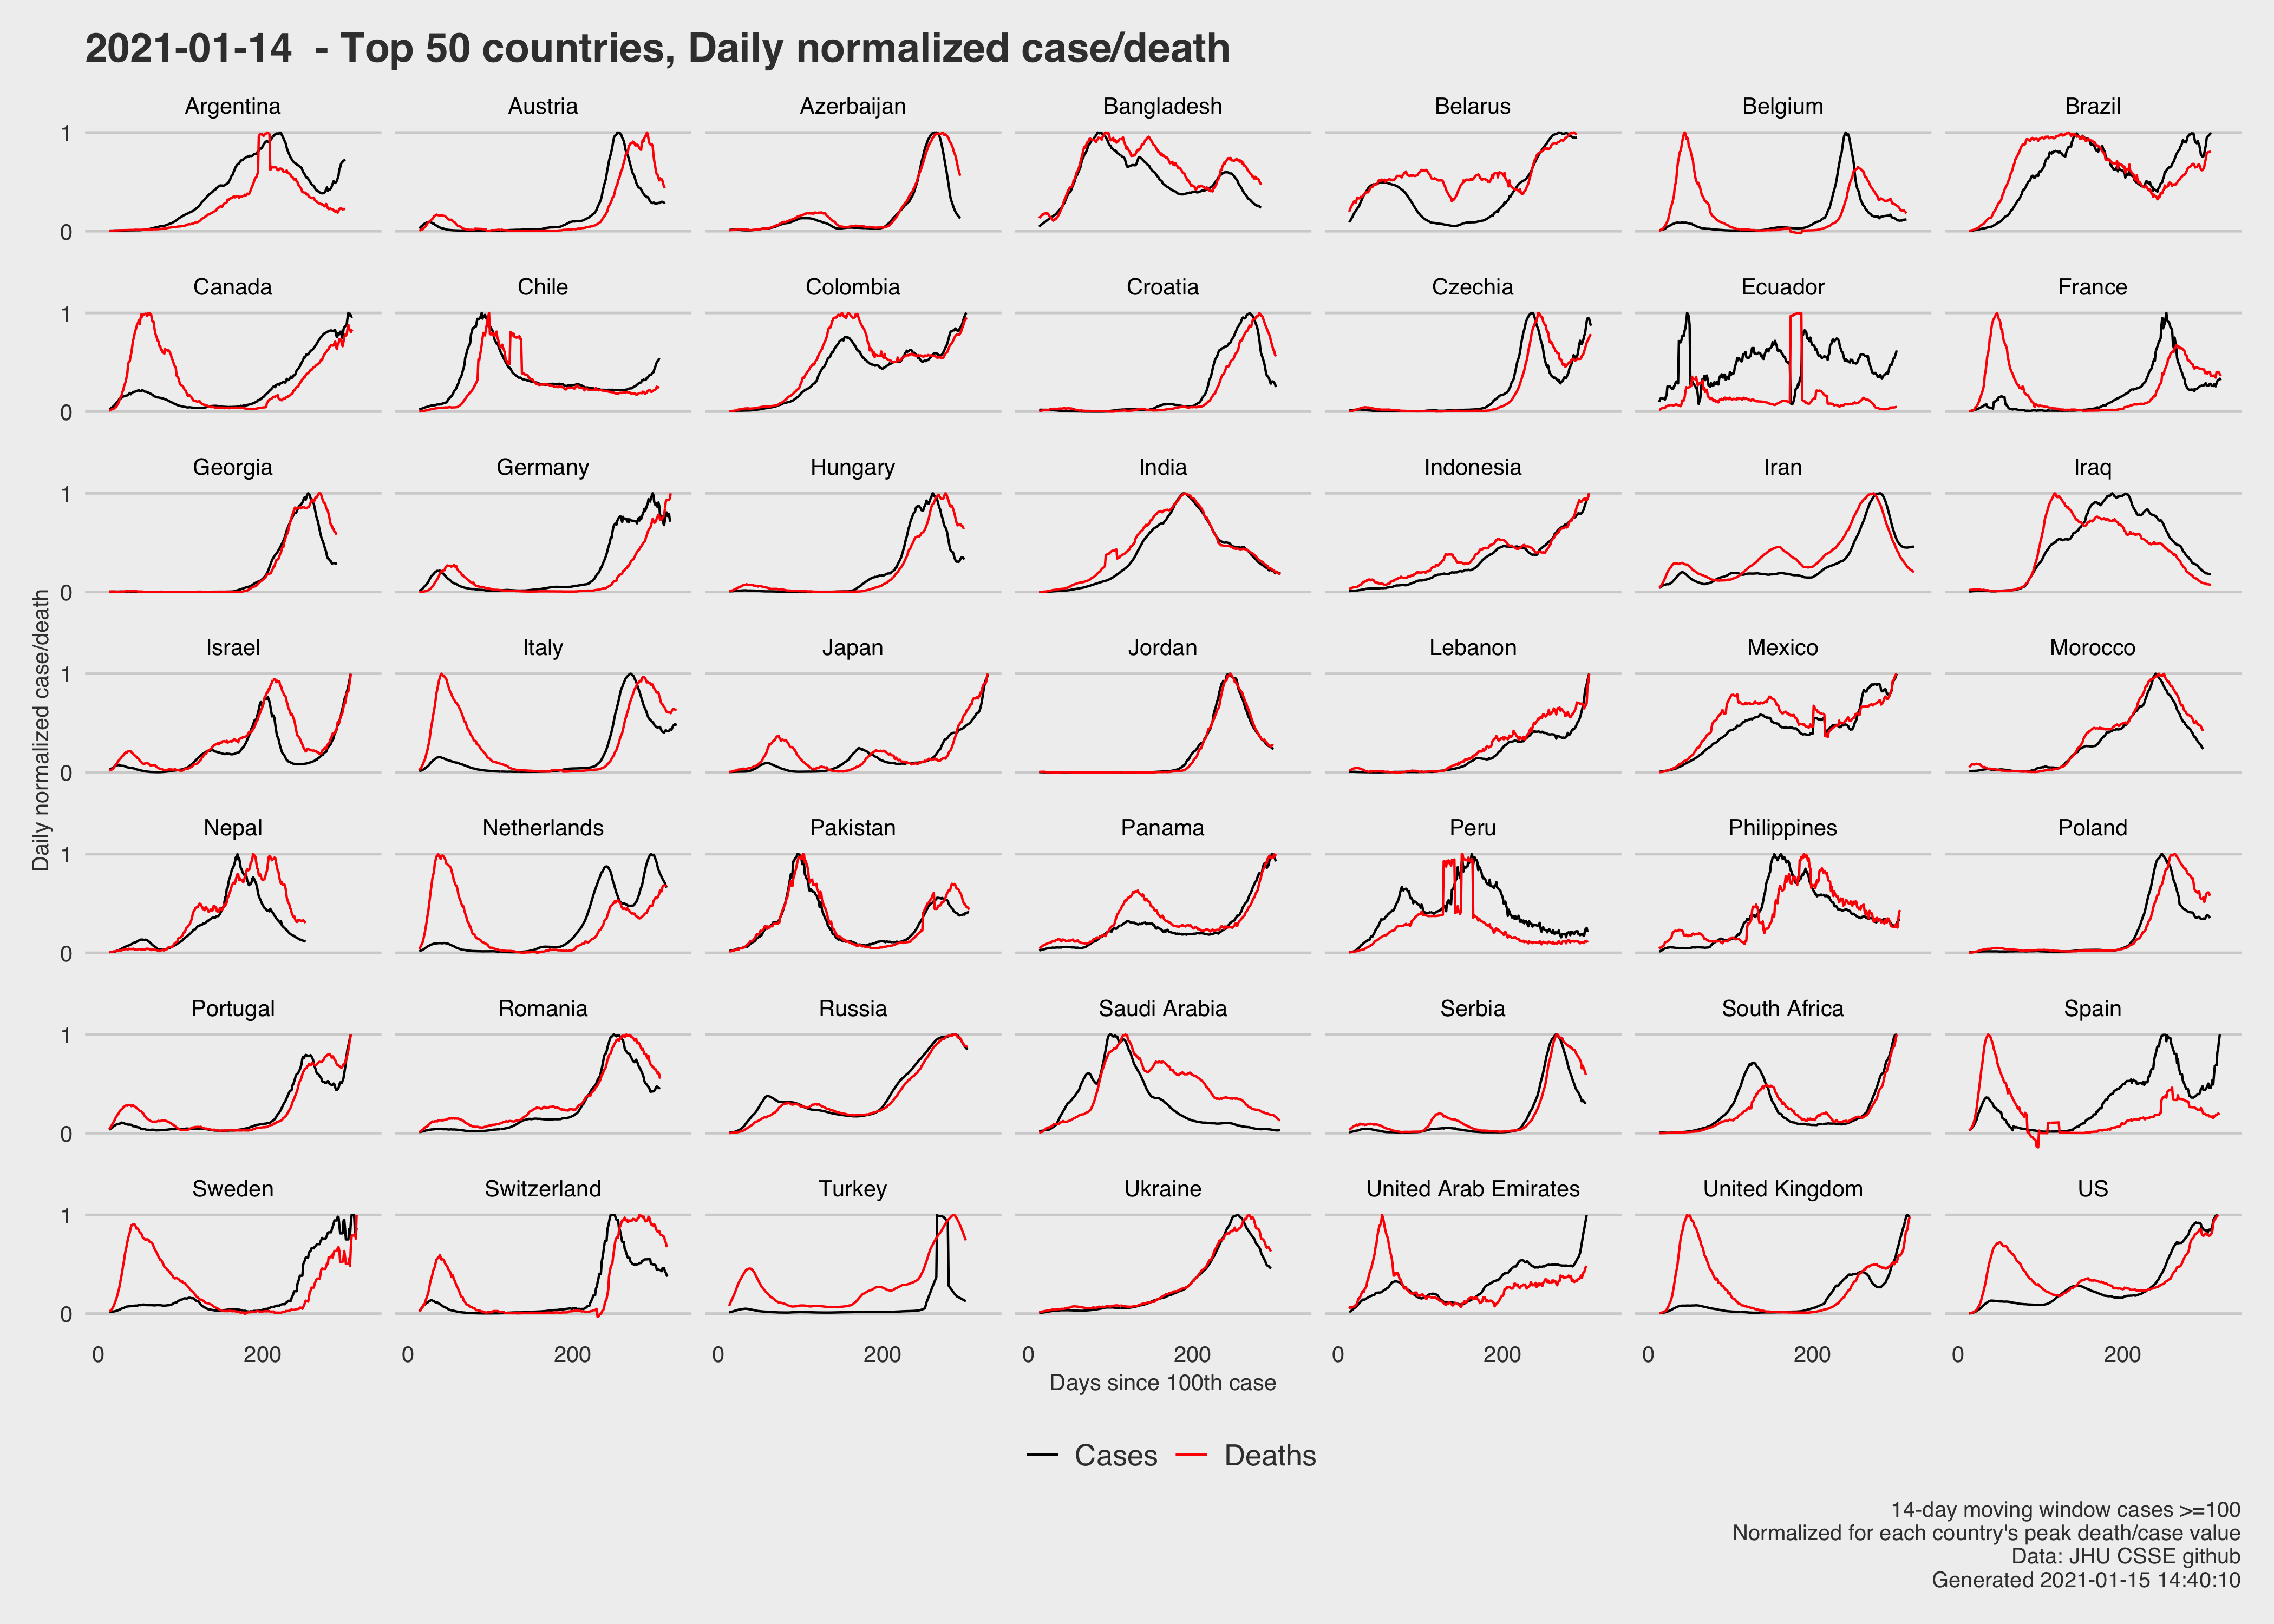 2021-01-14  - Top 50 countries, Daily normalized case/death
Argentina Austria Azerbaijan Bangladesh Belarus Belgium Brazil
1
0
Canada Chile Colombia Croatia Czechia Ecuador France
1
0
Georgia Germany Hungary India Indonesia Iran Iraq
1
0
Israel Italy Japan Jordan Lebanon Mexico Morocco
1
0
Nepal Netherlands Pakistan Panama Peru Philippines Poland
1
0
Portugal Romania Russia Saudi Arabia Serbia South Africa Spain
1
0
Sweden Switzerland Turkey Ukraine United Arab Emirates United Kingdom US
1
0
Daily normalized case/death
0 200 0 200 0 200 0 200 0 200 0 200 0 200
Days since 100th case
Cases Deaths
14-day moving window cases >=100
Normalized for each country's peak death/case value
Data: JHU CSSE github
Generated 2021-01-15 14:40:10